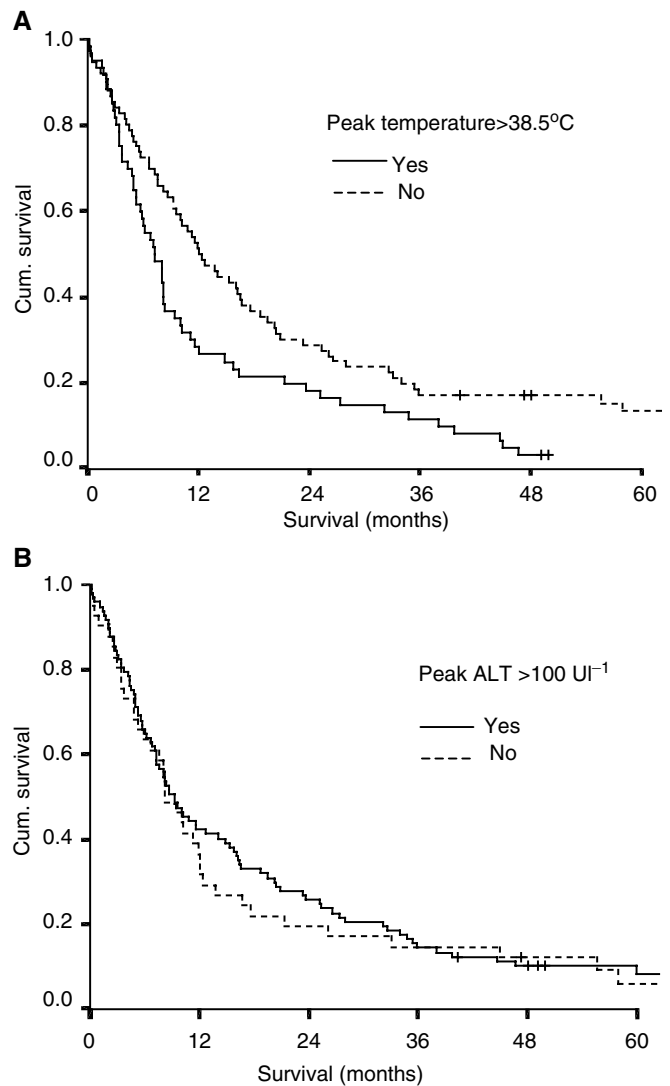 A
1.0
0.8
0.6
0.4
0.2
0.0
Cum. survival
Peak temperature>38.5°C
Yes
No
0 12 24 36 48 60
Survival (months)
B
1.0
0.8
0.6
0.4
0.2
0.0
Cum. survival
Peak ALT >100 Ul⁻¹
Yes
No
0 12 24 36 48 60
Survival (months)